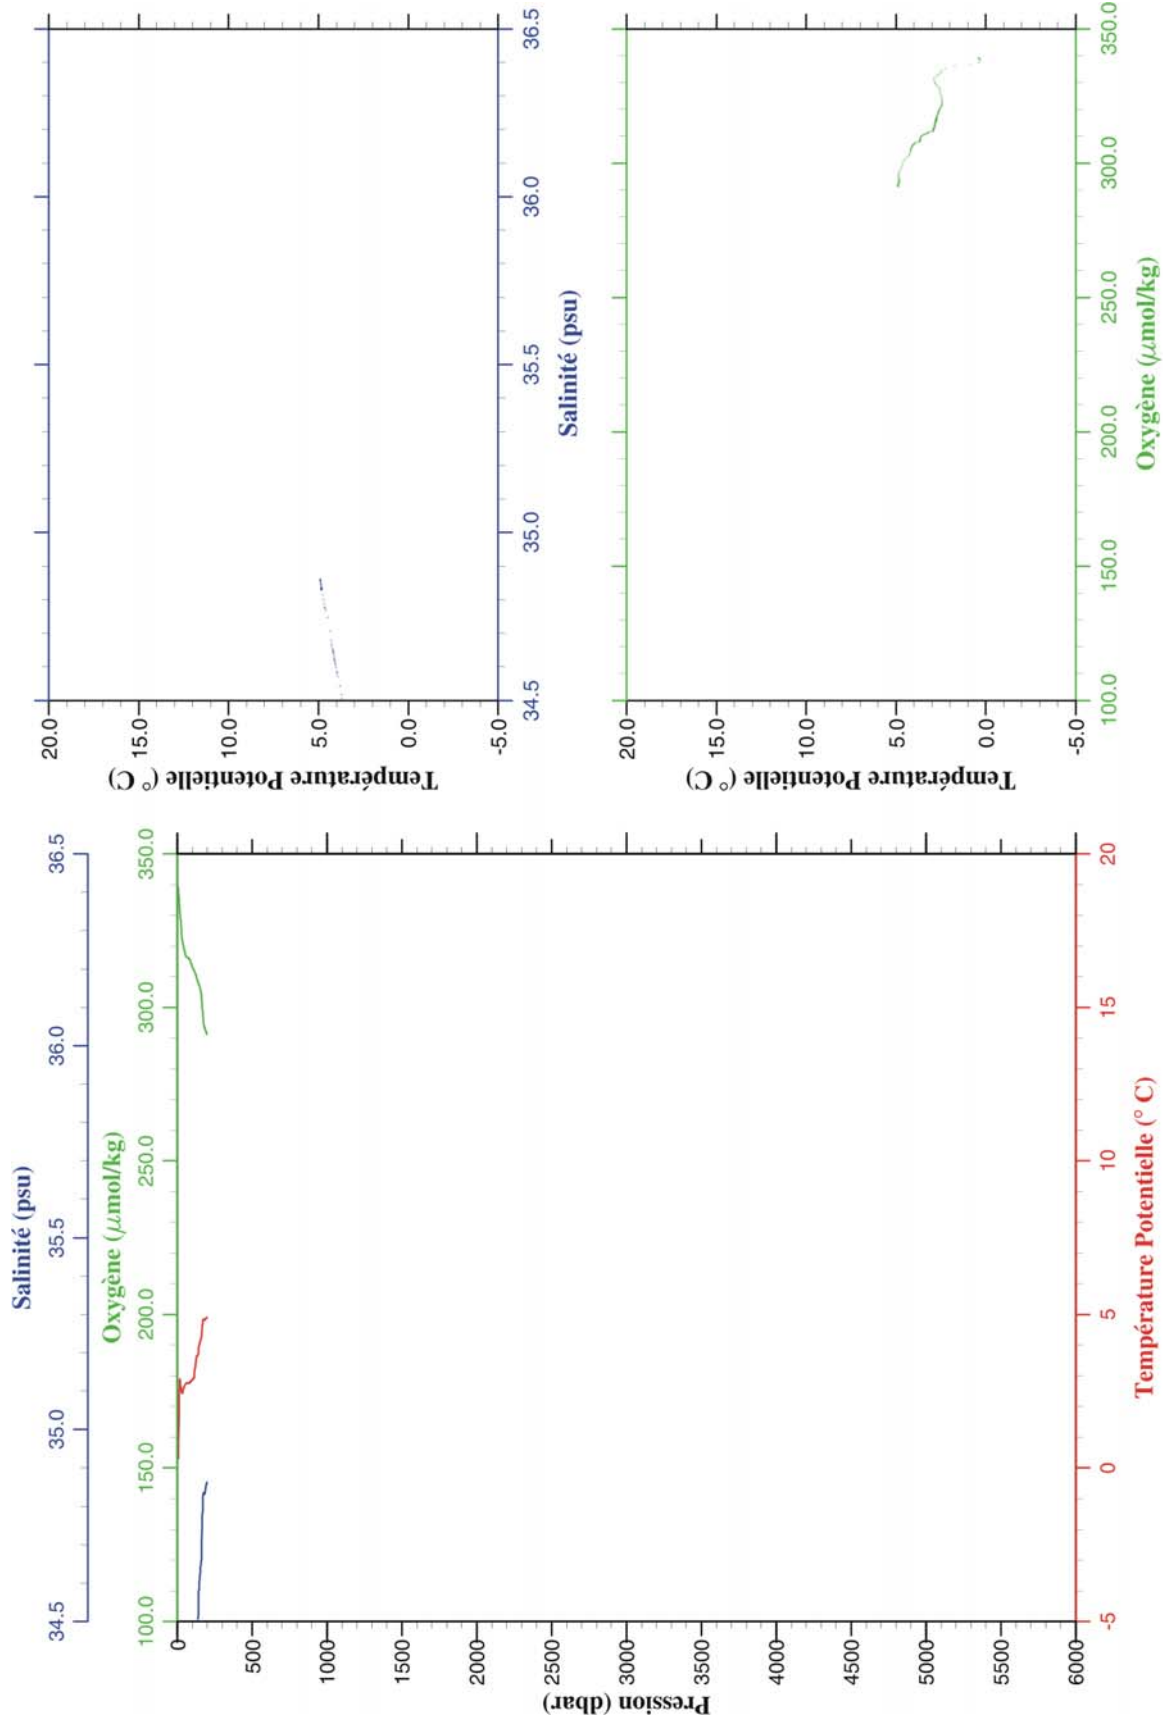 Salinité (psu)
34.5 35.0 35.5 36.0 36.5
Oxygène (μmol/kg)
100.0 150.0 200.0 250.0 300.0 350.0
Pression (dbar)
0
500
1000
1500
2000
2500
3000
3500
4000
4500
5000
5500
6000
-5 0 5 10 15 20
Température Potentielle (° C)
Température Potentielle (° C)
20.0
15.0
10.0
5.0
0.0
-5.0
34.5 35.0 35.5 36.0 36.5
Salinité (psu)
Température Potentielle (° C)
20.0
15.0
10.0
5.0
0.0
-5.0
100.0 150.0 200.0 250.0 300.0 350.0
Oxygène (μmol/kg)